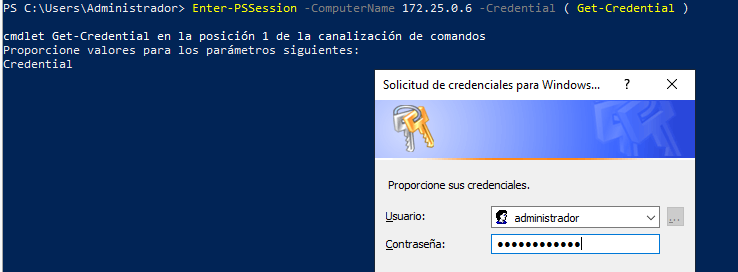 PS C:\Users\Administrador> Enter-PSSession -ComputerName 172.25.0.6 -Credential ( Get-Credential )
cmdlet Get-Credential en la posición 1 de la canalización de comandos
Proporcione valores para los parámetros siguientes:
Credential
Solicitud de credenciales para Windows... ? ×
Proporcione sus credenciales.
Usuario: administrador ...
Contraseña: ••••••••••••